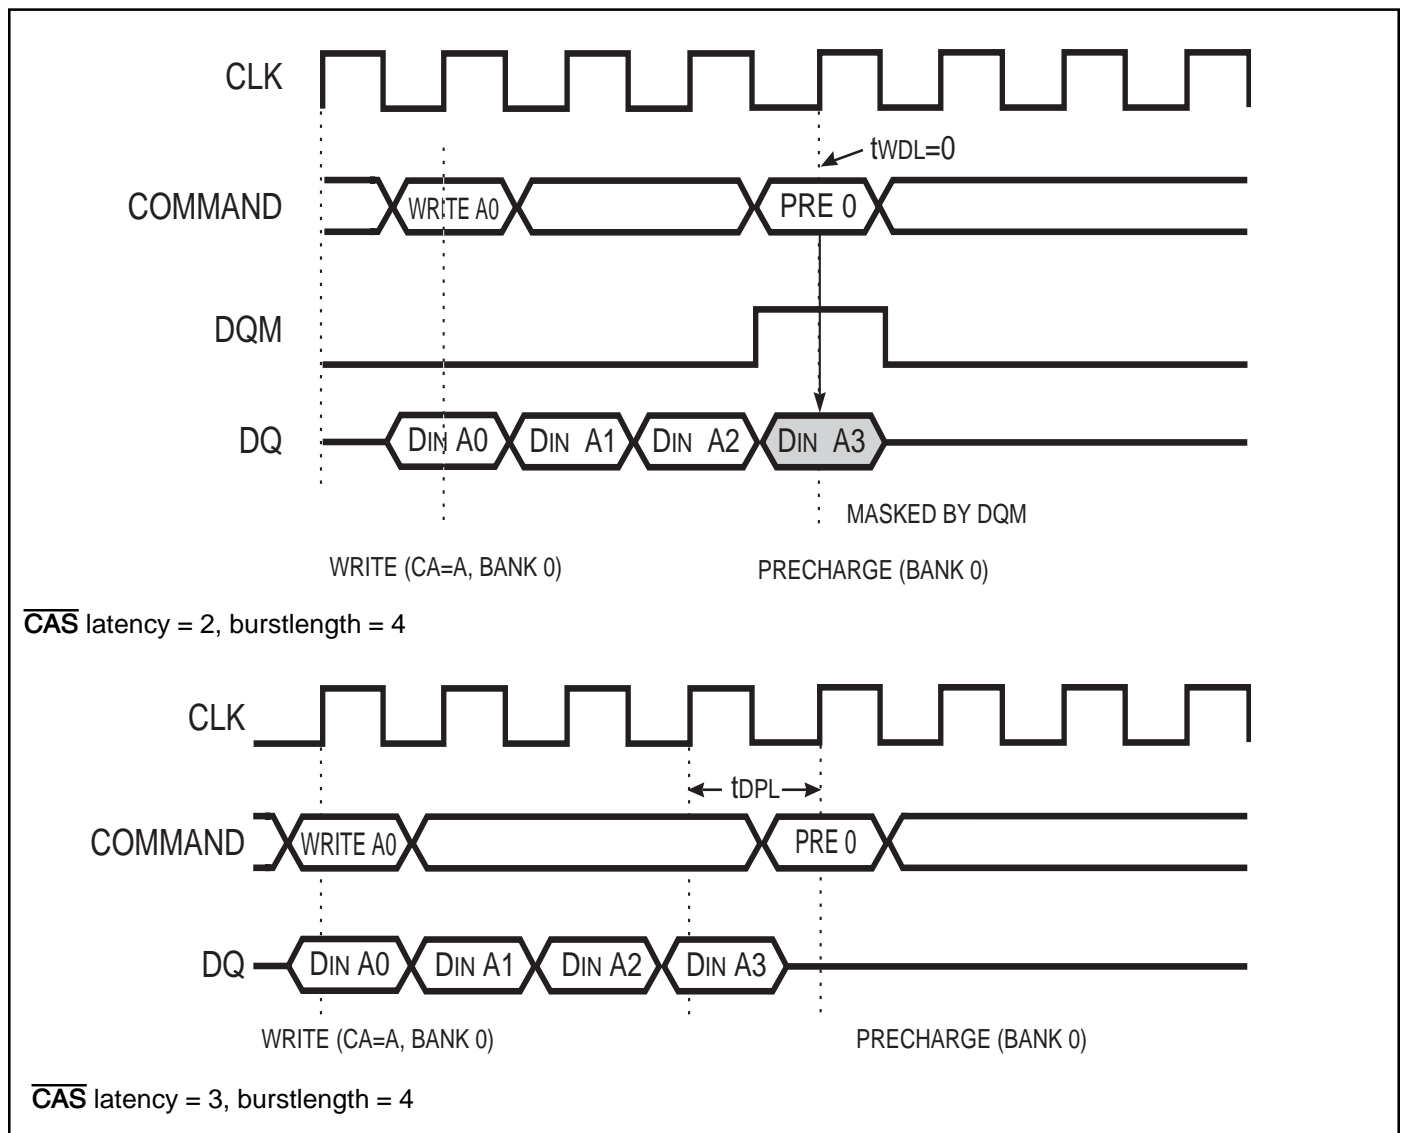 CLK
tWDL=0
COMMAND WRITE A0 PRE 0
DQM
DQ DIN A0 DIN A1 DIN A2 DIN A3
MASKED BY DQM
WRITE (CA=A, BANK 0) PRECHARGE (BANK 0)
CAS latency = 2, burstlength = 4
CLK
tDPL
COMMAND WRITE A0 PRE 0
DQ DIN A0 DIN A1 DIN A2 DIN A3
WRITE (CA=A, BANK 0) PRECHARGE (BANK 0)
CAS latency = 3, burstlength = 4